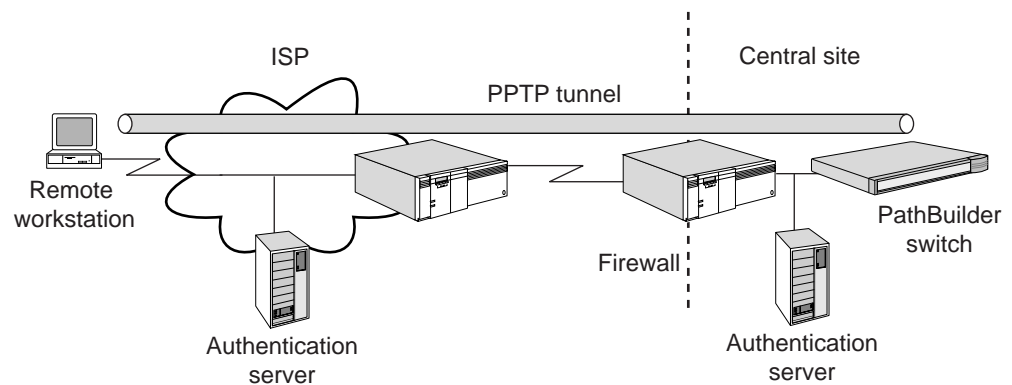 ISP
Central site
PPTP tunnel
Remote
workstation
PathBuilder
switch
Firewall
Authentication
server
Authentication
server